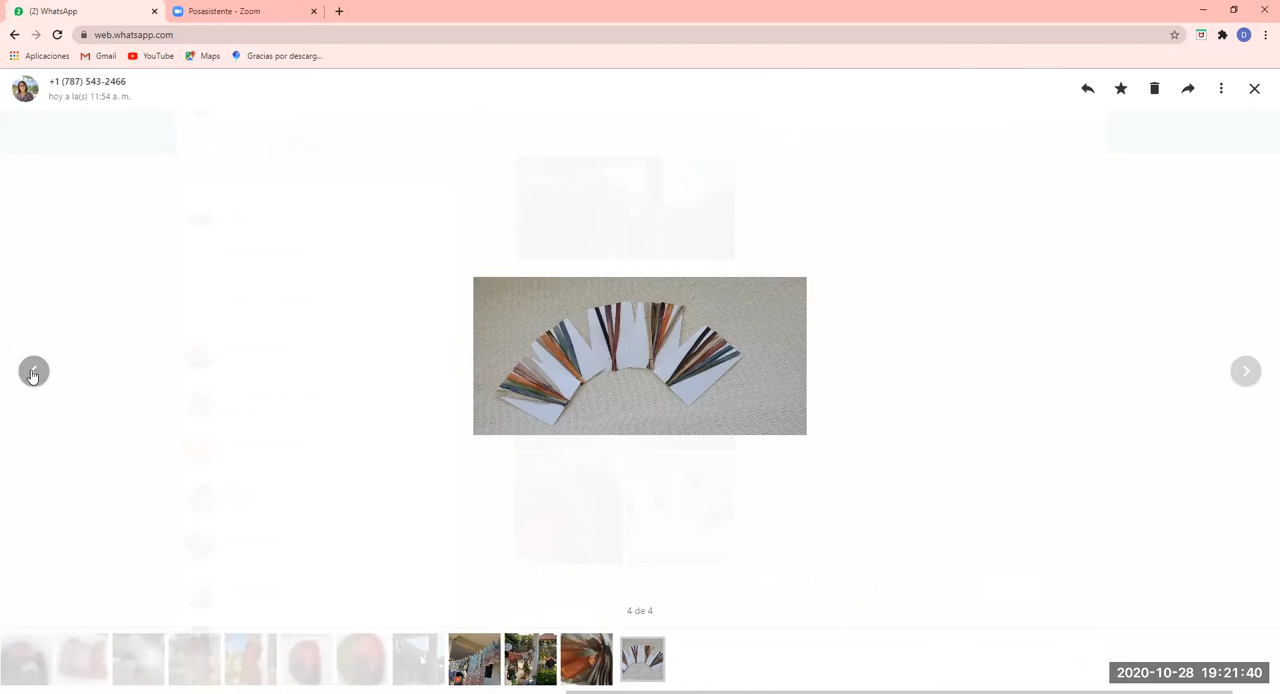 (2) WhatsApp
Posasistente - Zoom
web.whatsapp.com
Aplicaciones
Gmail
YouTube
Maps
Gracias por descarg...
D
+1 (787) 543-2466
hoy a la(s) 11:54 a. m.
4 de 4
2020-10-28 19:21:40